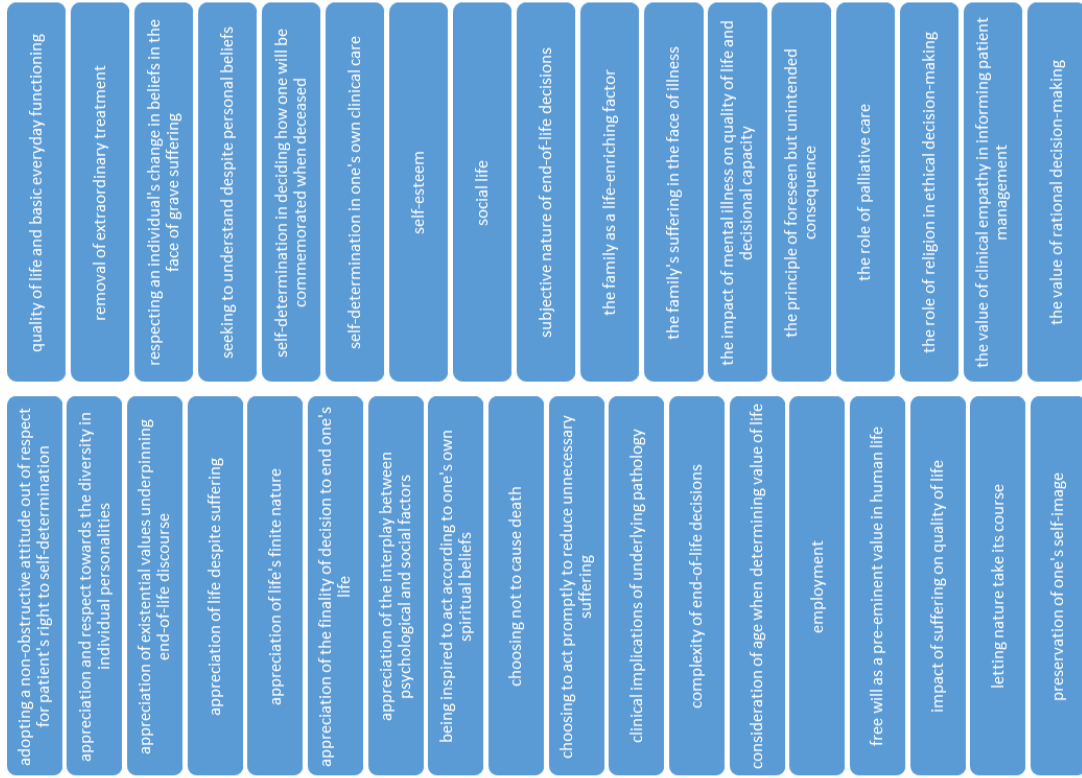 adopting a non-obstructive attitude out of respect
for patient's right to self-determination
appreciation and respect towards the diversity in
individual personalities
appreciation of existential values underpinning
end-of-life discourse
appreciation of life despite suffering
appreciation of life's finite nature
appreciation of the finality of decision to end one's
life
appreciation of the interplay between
psychological and social factors
being inspired to act according to one's own
spiritual beliefs
choosing not to cause death
choosing to act promptly to reduce unnecessary
suffering
clinical implications of underlying pathology
complexity of end-of-life decisions
consideration of age when determining value of life
employment
free will as a pre-eminent value in human life
impact of suffering on quality of life
letting nature take its course
preservation of one's self-image
quality of life and basic everyday functioning
removal of extraordinary treatment
respecting an individual's change in beliefs in the
face of grave suffering
seeking to understand despite personal beliefs
self-determination in deciding how one will be
commemorated when deceased
self-determination in one's own clinical care
self-esteem
social life
subjective nature of end-of-life decisions
the family as a life-enriching factor
the family's suffering in the face of illness
the impact of mental illness on quality of life and
decisional capacity
the principle of foreseen but unintended
consequence
the role of palliative care
the role of religion in ethical decision-making
the value of clinical empathy in informing patient
management
the value of rational decision-making